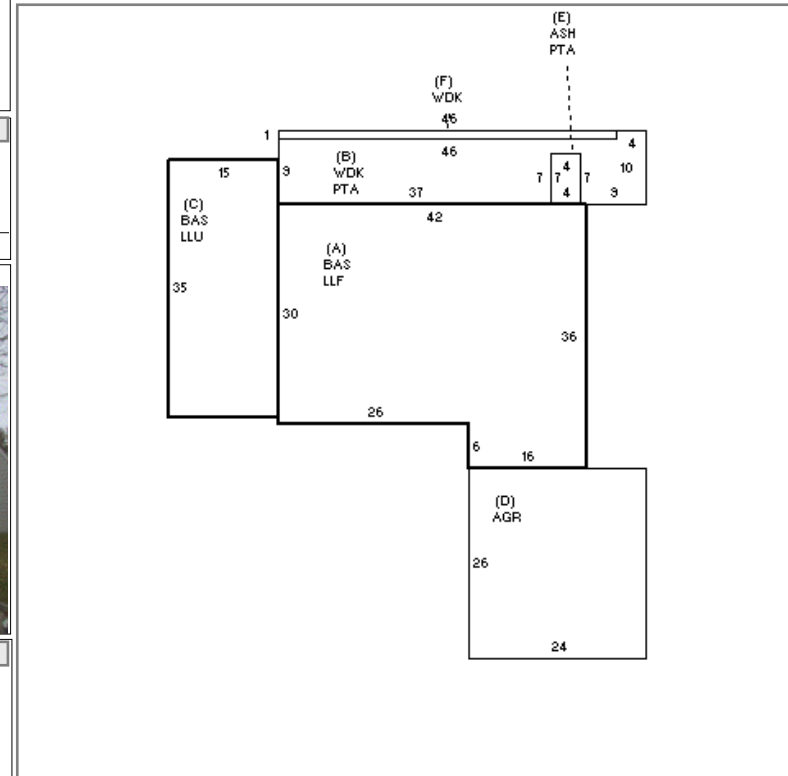 (E)
ASH
PTA
(F)
WDK
46
1
46
4
(B)
WDK
PTA
9
10
15
4
7
7
7
37
4
9
(C)
BAS
LLU
42
(A)
BAS
LLF
35
30
36
26
6
16
(D)
AGR
26
24